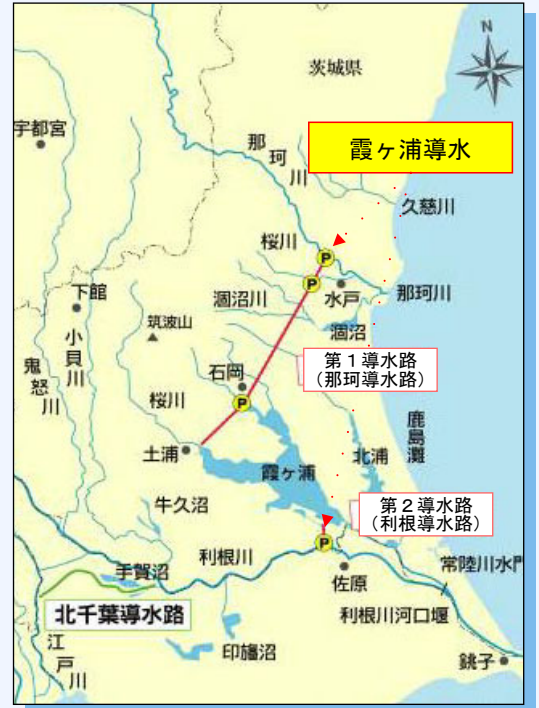 N
茨城県
宇都宮
那珂川
霞ヶ浦導水
久慈川
桜川
P
P
水戸
那珂川
下館
涸沼川
涸沼
筑波山
小貝川
鬼怒川
第１導水路
（那珂導水路）
石岡
桜川
P
鹿島灘
土浦
北浦
霞ヶ浦
牛久沼
第２導水路
（利根導水路）
利根川
P
常陸川水門
手賀沼
佐原
北千葉導水路
利根川河口堰
江戸川
印旛沼
銚子